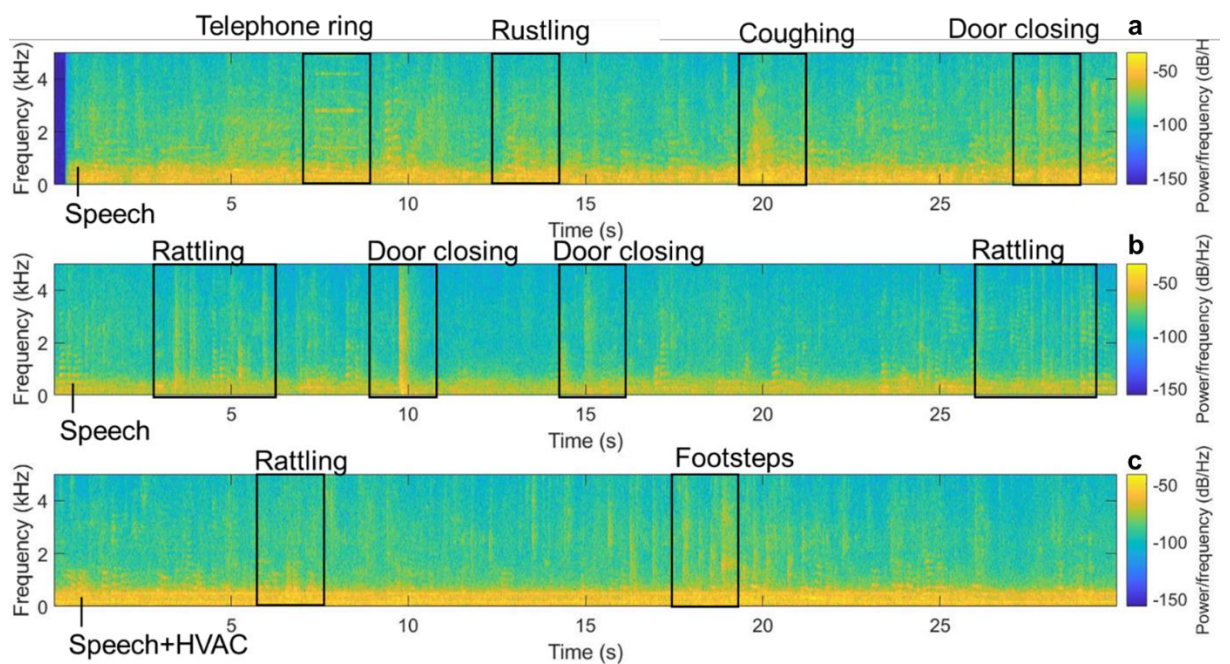 Telephone ring Rustling Coughing Door closing a
Frequency (kHz)
4
2
0
-50
-100
-150
Power/frequency (dB/H
Speech 5 10 15 20 25
Time (s)
Rattling Door closing Door closing Rattling b
Frequency (kHz)
4
2
0
-50
-100
-150
Power/frequency (dB/Hz)
Speech 5 10 15 20 25
Time (s)
Rattling Footsteps c
Frequency (kHz)
4
2
0
-50
-100
-150
Power/frequency (dB/Hz)
Speech+HVAC 5 10 15 20 25
Time (s)